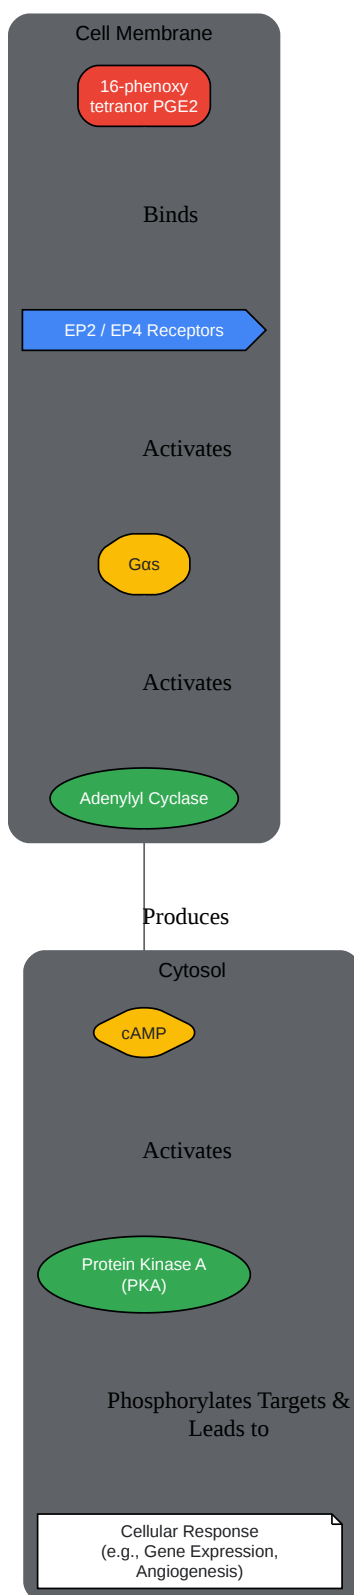 Cell Membrane
16-phenoxy
tetranor PGE2
Binds
EP2 / EP4 Receptors
Activates
Gαs
Activates
Adenylyl Cyclase
Produces
Cytosol
cAMP
Activates
Protein Kinase A
(PKA)
Phosphorylates Targets &
Leads to
Cellular Response
(e.g., Gene Expression,
Angiogenesis)